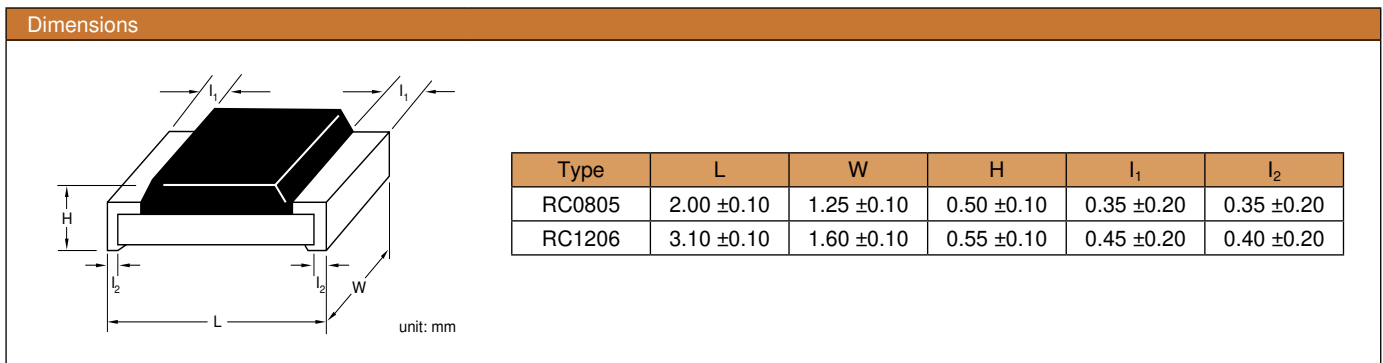 Dimensions
l₁ l₁
H
l₂ l₂ W
L
unit: mm
Type L W H l₁ l₂
RC0805 2.00 ±0.10 1.25 ±0.10 0.50 ±0.10 0.35 ±0.20 0.35 ±0.20
RC1206 3.10 ±0.10 1.60 ±0.10 0.55 ±0.10 0.45 ±0.20 0.40 ±0.20